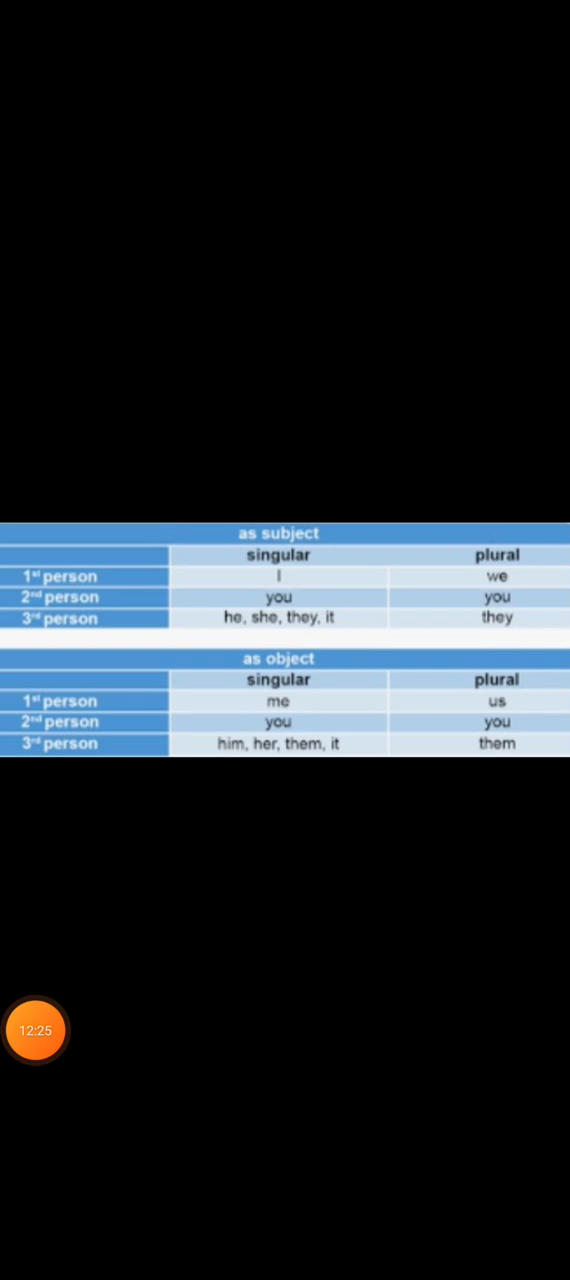 as subject
singular plural
1st person I we
2nd person you you
3rd person he, she, they, it they
as object
singular plural
1st person me us
2nd person you you
3rd person him, her, them, it them
12:25